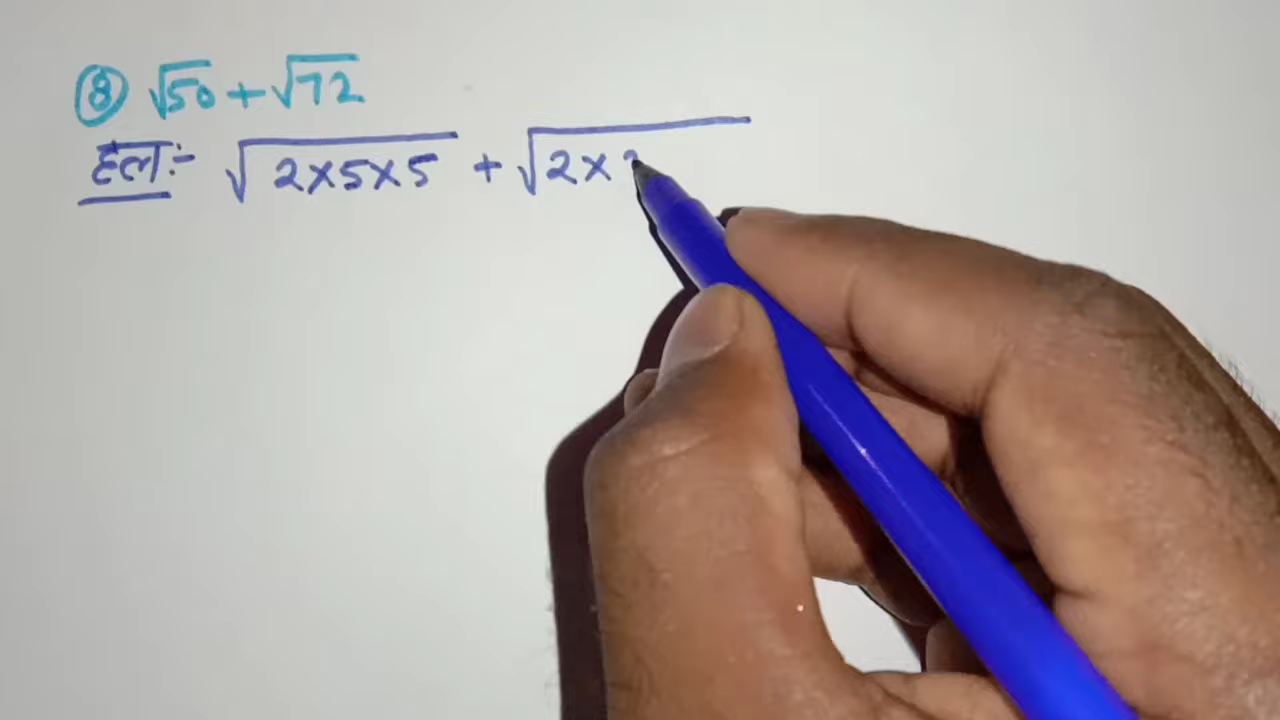 ⑧ √50 + √72
हल:- √2×5×5 + √2×